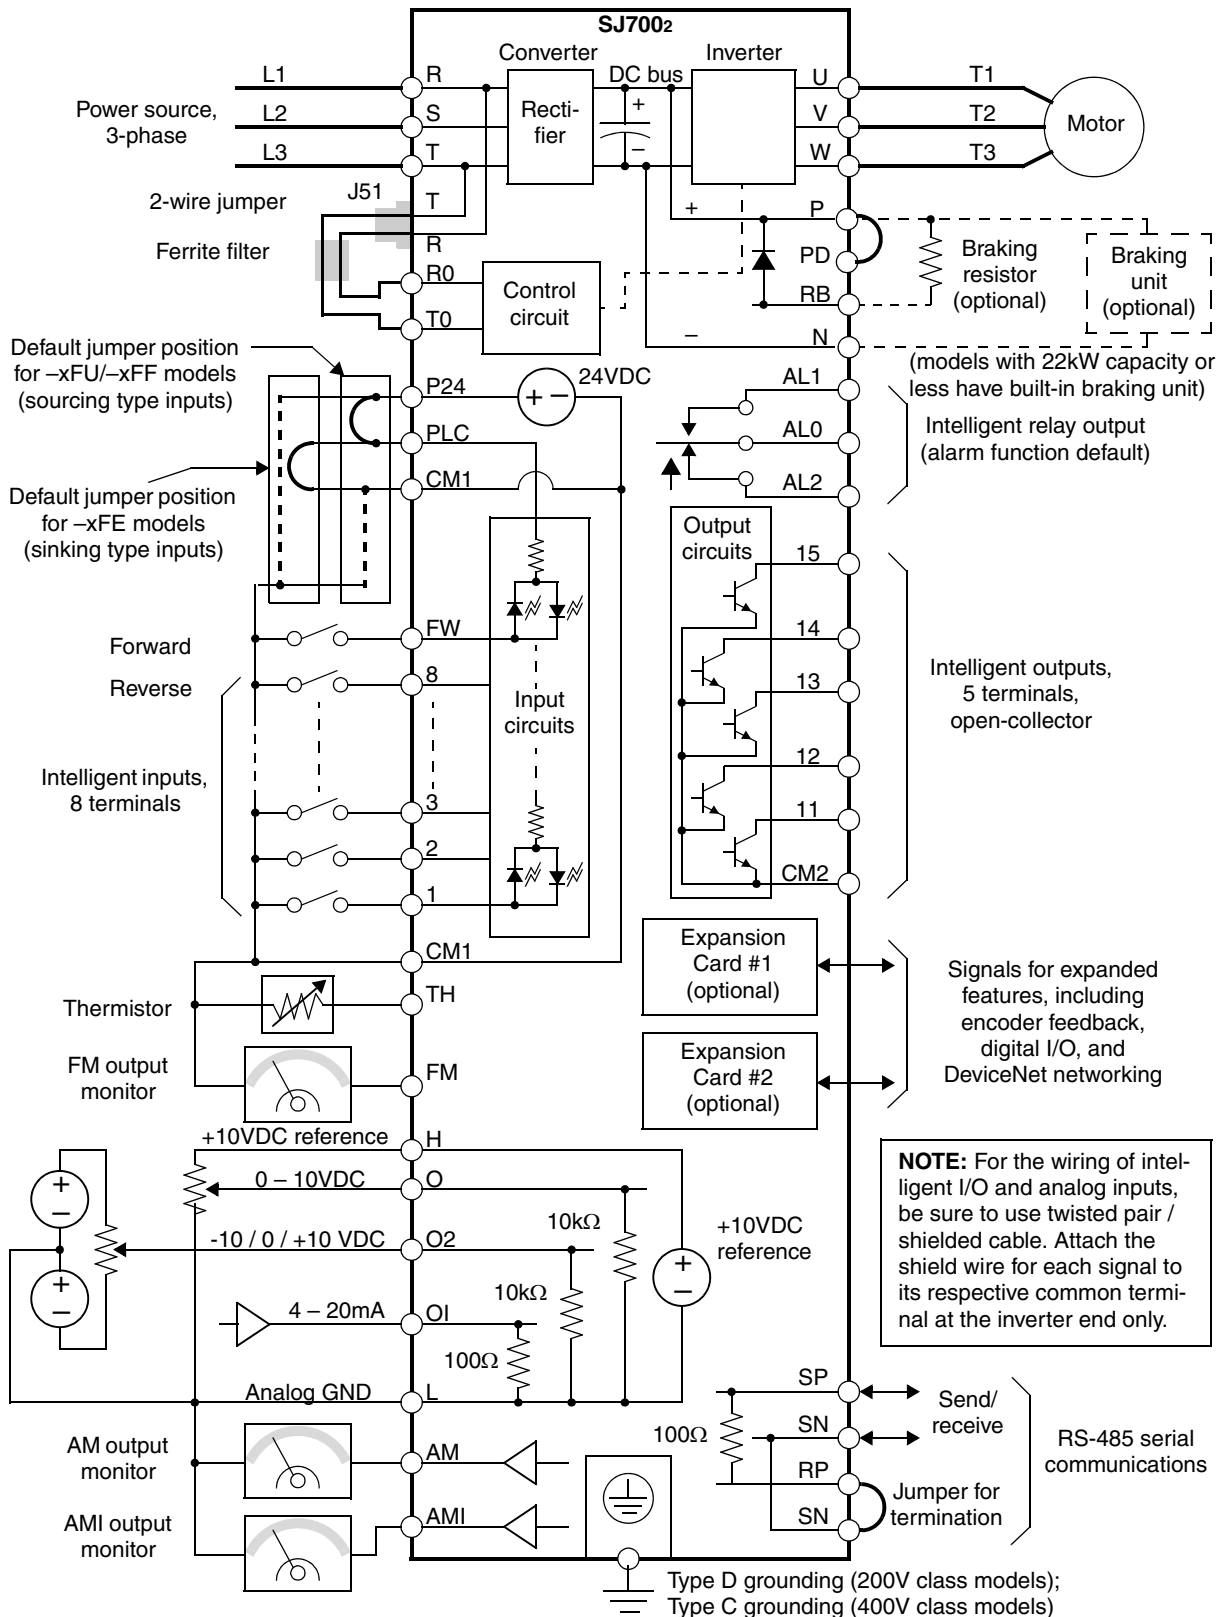 SJ7002
Converter
Inverter
L1
R
DC bus
U
T1
Power source,
3-phase
L2
S
Recti-
fier
+
–
V
T2
Motor
L3
T
W
T3
J51
2-wire jumper
T
+
P
Ferrite filter
R
PD
Braking
resistor
(optional)
Braking
unit
(optional)
R0
Control
circuit
RB
T0
–
N
Default jumper position
for –xFU/–xFF models
(sourcing type inputs)
(models with 22kW capacity or
less have built-in braking unit)
P24
+ –
24VDC
AL1
PLC
AL0
Intelligent relay output
(alarm function default)
CM1
AL2
Default jumper position
for –xFE models
(sinking type inputs)
Output
circuits
15
Forward
FW
14
Reverse
8
13
Input
circuits
Intelligent outputs,
5 terminals,
open-collector
Intelligent inputs,
8 terminals
12
3
11
2
CM2
1
CM1
Expansion
Card #1
(optional)
Signals for expanded
features, including
encoder feedback,
digital I/O, and
DeviceNet networking
Thermistor
TH
FM output
monitor
FM
Expansion
Card #2
(optional)
+10VDC reference
H
0 – 10VDC
O
+
–
10kΩ
+10VDC
reference
-10 / 0 / +10 VDC
O2
+
–
+
–
10kΩ
4 – 20mA
OI
100Ω
NOTE: For the wiring of intel-
ligent I/O and analog inputs,
be sure to use twisted pair /
shielded cable. Attach the
shield wire for each signal to
its respective common termi-
nal at the inverter end only.
Analog GND
L
SP
Send/
receive
100Ω
SN
AM output
monitor
AM
RP
RS-485 serial
communications
Jumper for
termination
AMI output
monitor
AMI
SN
Type D grounding (200V class models);
Type C grounding (400V class models)